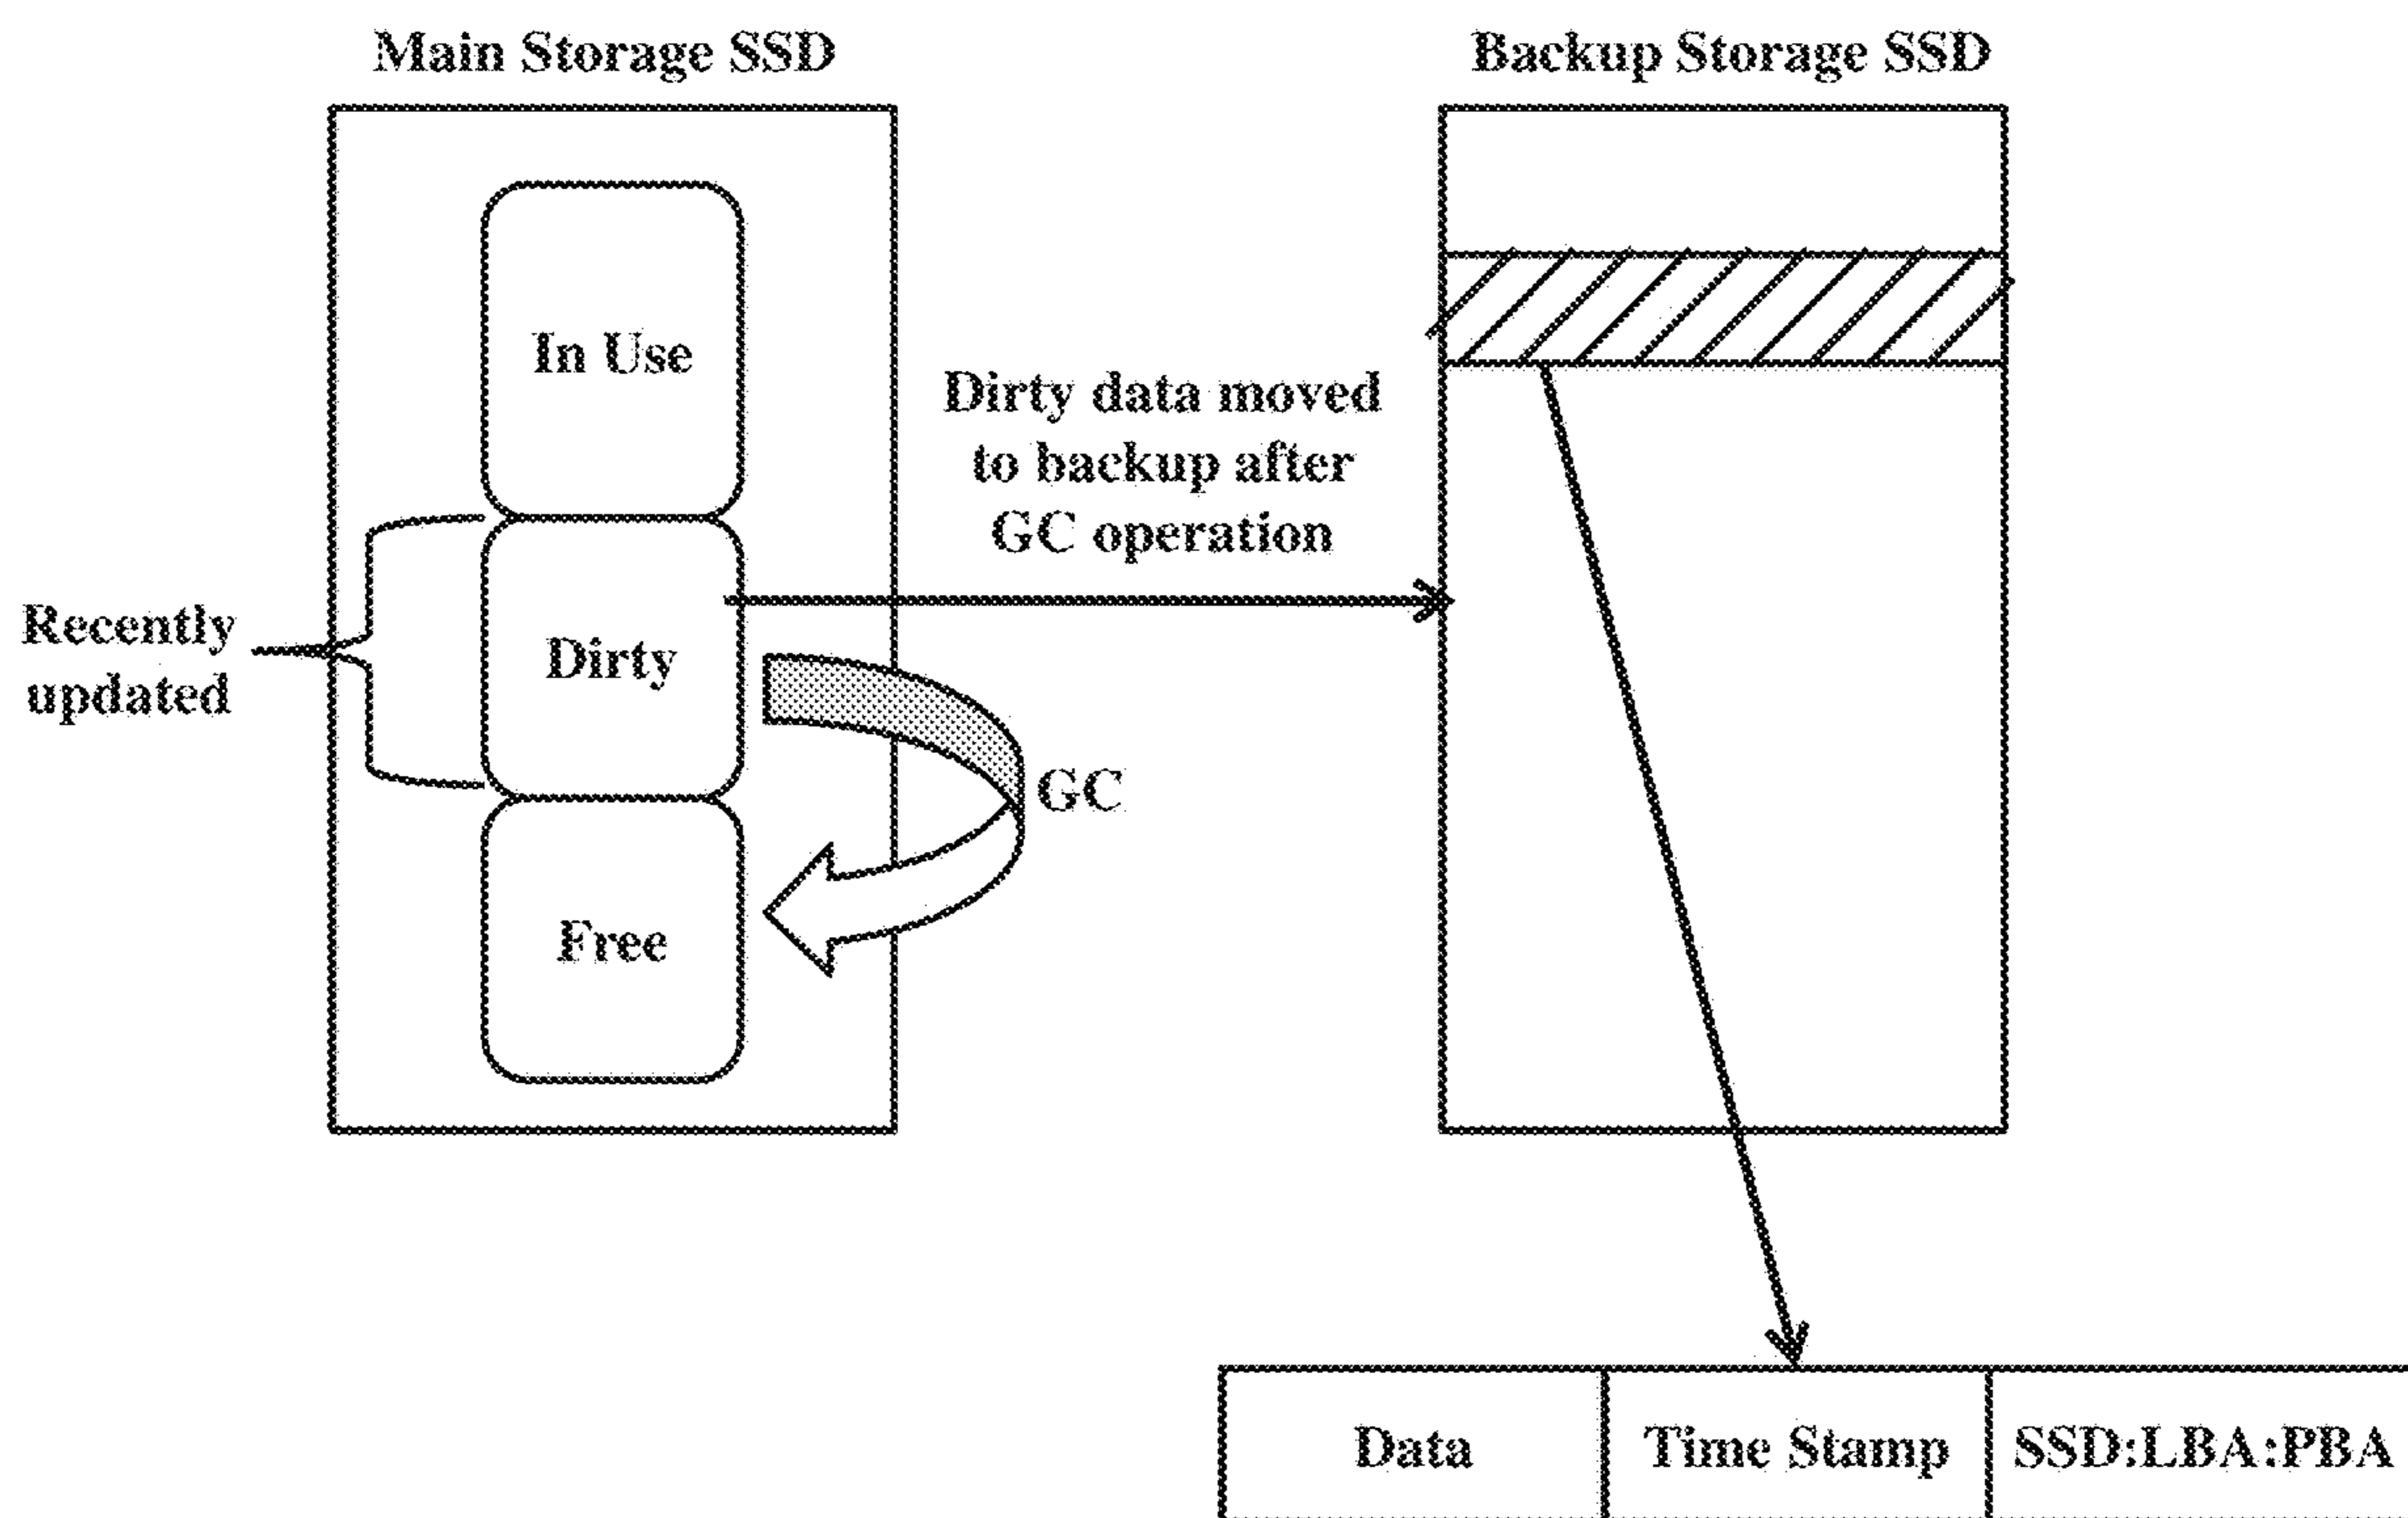 Main Storage SSD
Backup Storage SSD
In Use
Dirty data moved
to backup after
GC operation
Recently
updated
Dirty
GC
Free
Data
Time Stamp
SSD:LBA:PBA